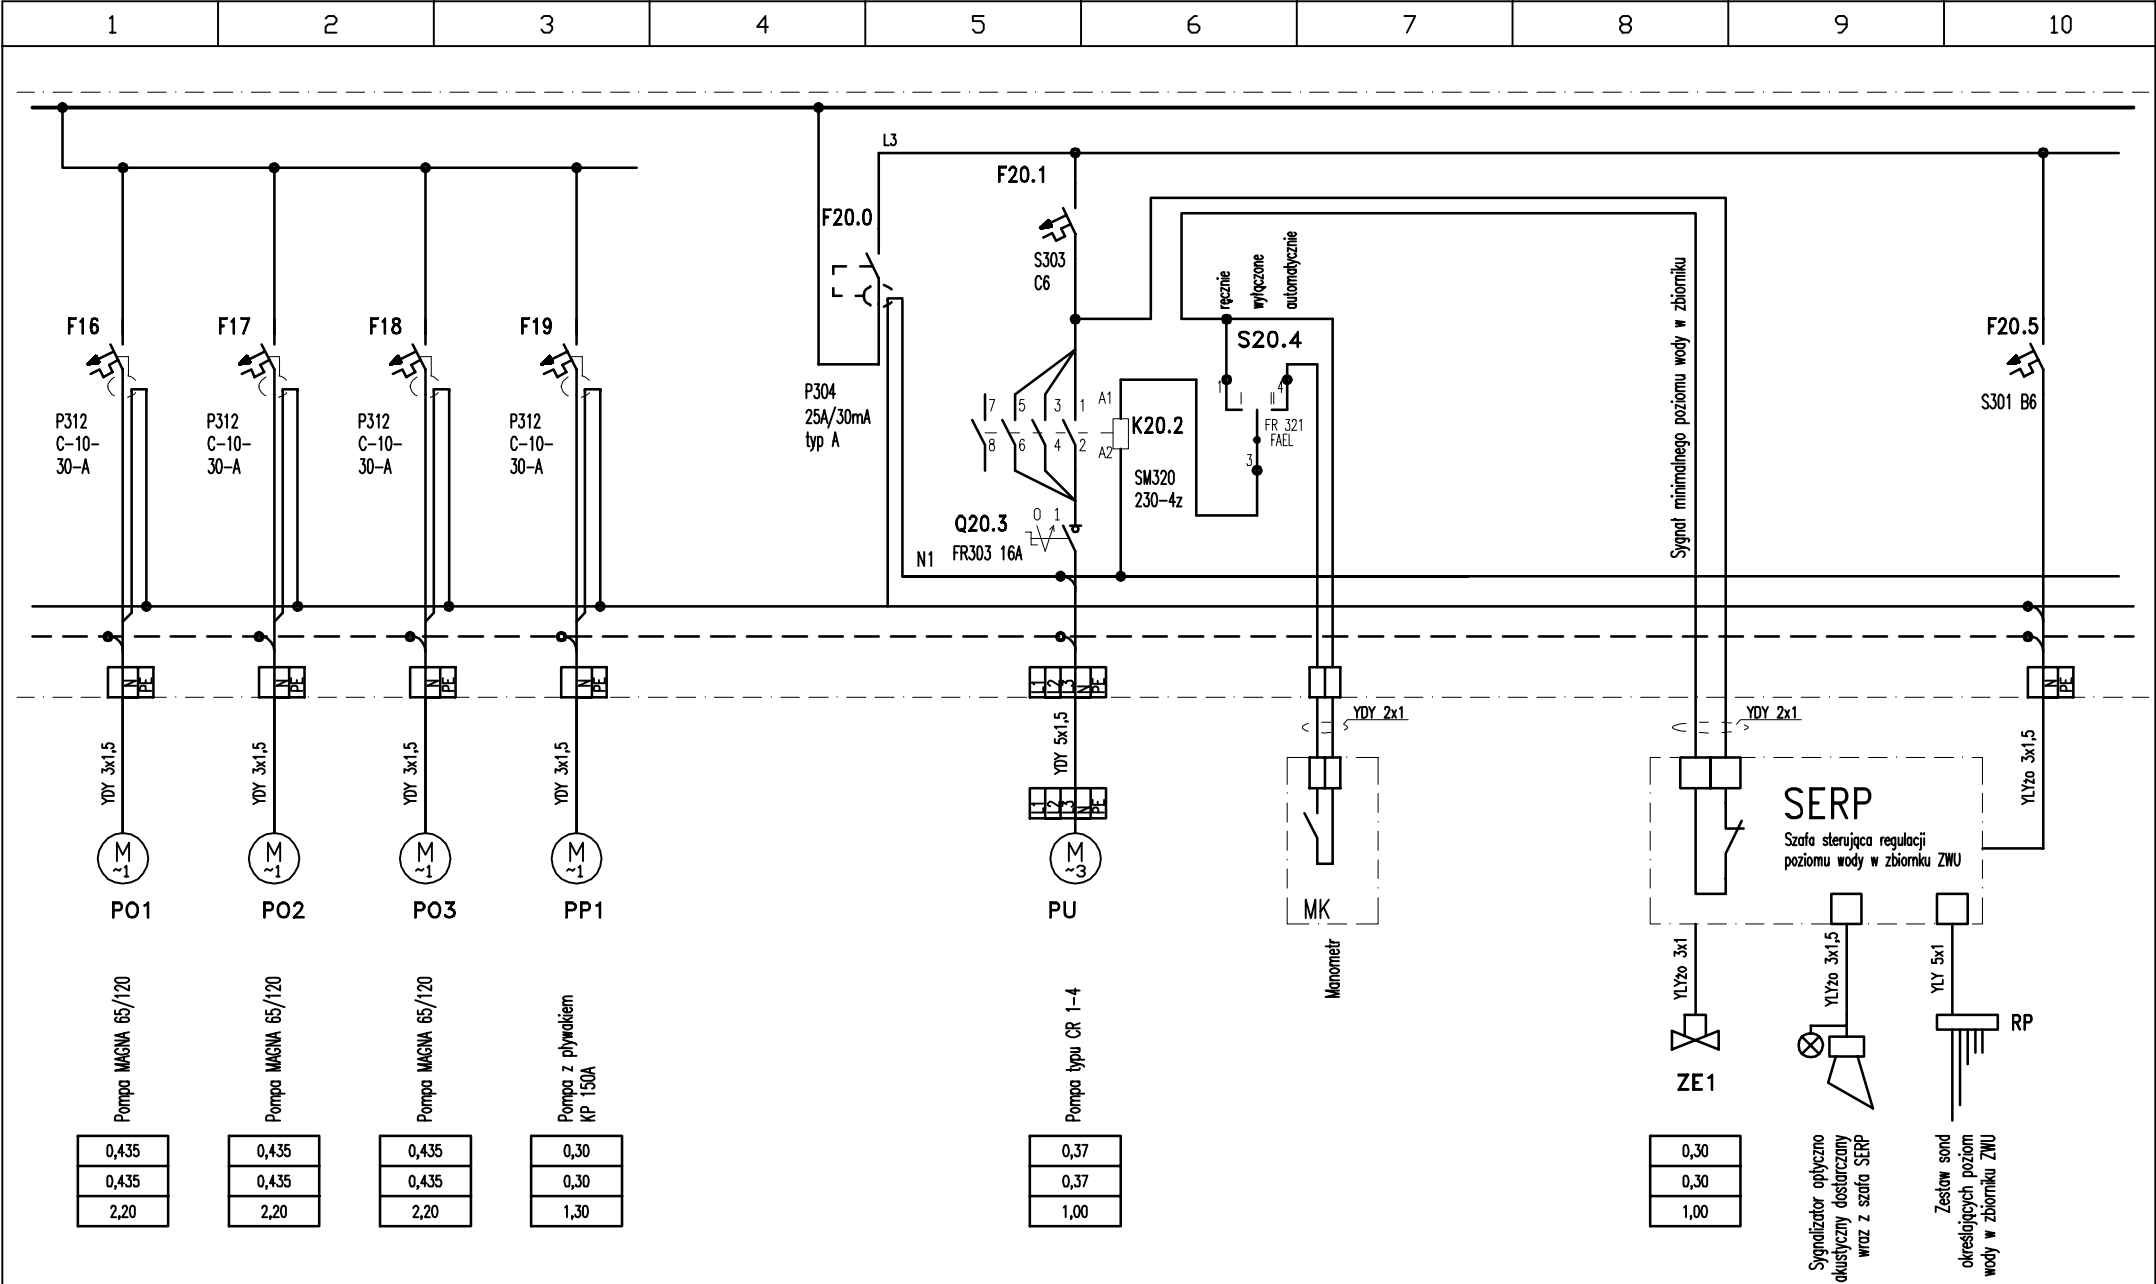 1 2 3 4 5 6 7 8 9 10
L3
F20.1
F20.0
S303
C6
ręcznie
wyłączone
automatycznie
Sygnał minimalnego poziomu wody w zbiorniku
F16
F17
F18
F19
S20.4
F20.5
P312
C-10-
30-A
P312
C-10-
30-A
P312
C-10-
30-A
P312
C-10-
30-A
P304
25A/30mA
typ A
7 5 3 1 A1
8 6 4 2 A2
K20.2
SM320
230-4z
1 4
I II
FR 321
FAEL
3
S301 B6
Q20.3
0 1
FR303 16A
N1
N PE
N PE
N PE
N PE
L1 L2 L3 N PE
N PE
YDY 3x1,5
YDY 3x1,5
YDY 3x1,5
YDY 3x1,5
YDY 5x1,5
YDY 2x1
YDY 2x1
YLYżo 3x1,5
L1 L2 L3 N PE
M
~1
M
~1
M
~1
M
~1
M
~3
SERP
Szafa sterująca regulacji
poziomu wody w zbiornku ZWU
PO1
PO2
PO3
PP1
PU
MK
Manometr
YLYżo 3x1
YLYżo 3x1,5
YLY 5x1
Pompa MAGNA 65/120
Pompa MAGNA 65/120
Pompa MAGNA 65/120
Pompa z pływakiem
KP 150A
Pompa typu CR 1-4
ZE1
RP
0,435
0,435
2,20
0,435
0,435
2,20
0,435
0,435
2,20
0,30
0,30
1,30
0,37
0,37
1,00
0,30
0,30
1,00
Sygnalizator optyczno
akustyczny dostarczany
wraz z szafa SERP
Zestaw sond
określających poziom
wody w zbiorniku ZWU